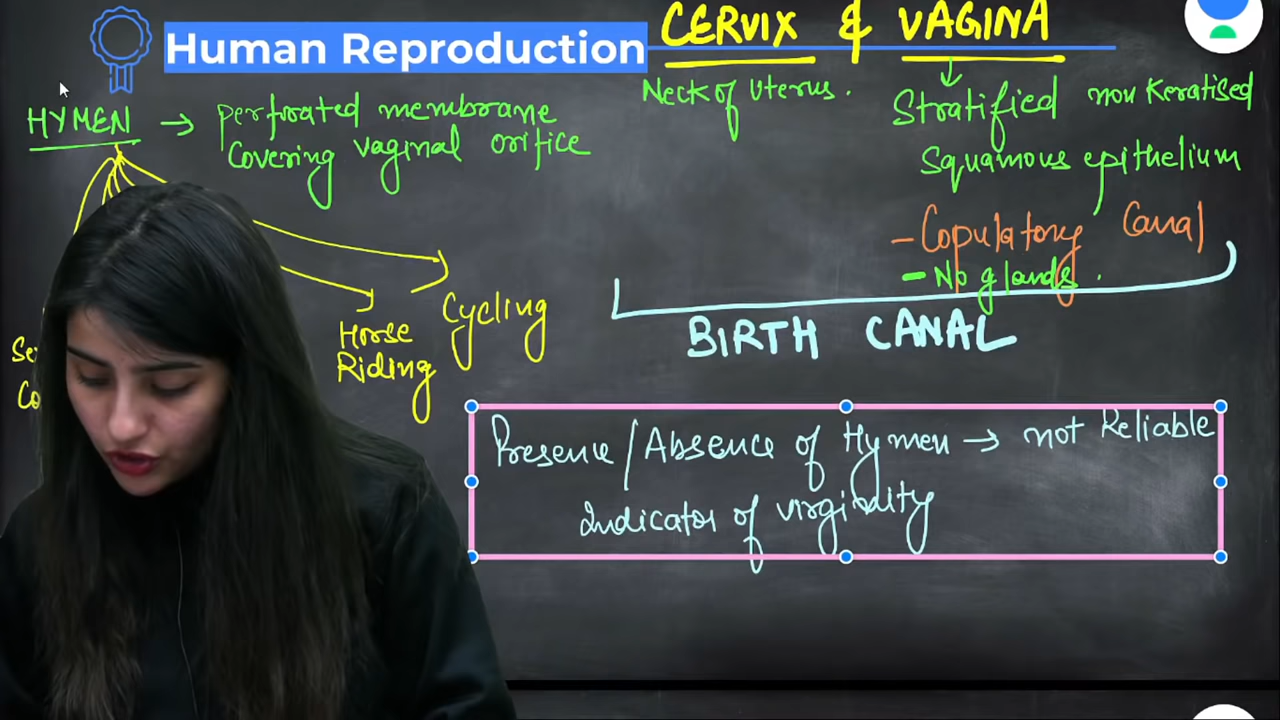 Human Reproduction
CERVIX & VAGINA
HYMEN → perforated membrane
covering vaginal orifice
Neck of Uterus.
Stratified non Keratised
Squamous epithelium
- Copulatory Canal
- No glands.
Horse
Riding
Cycling
BIRTH CANAL
Presence/Absence of Hymen → not Reliable
Indicator of virginity